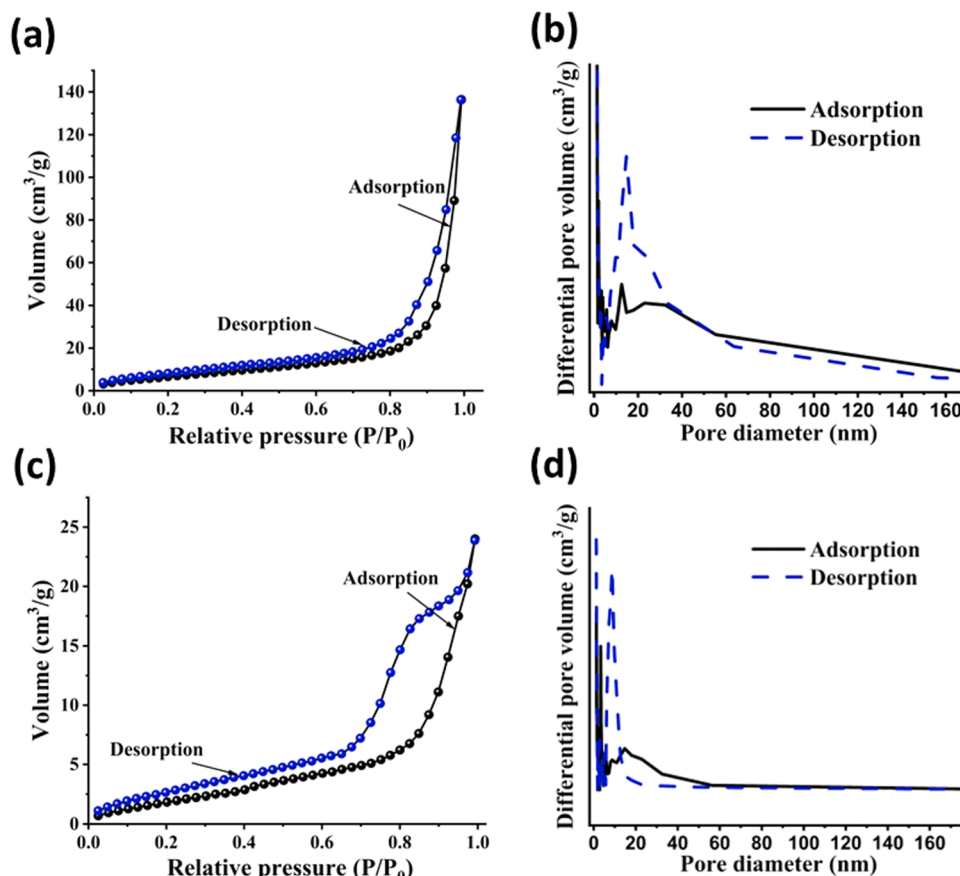 (a)
140
120
100
80
60
40
20
0
0.0 0.2 0.4 0.6 0.8 1.0
Volume (cm³/g)
Relative pressure (P/P₀)
Adsorption
Desorption
(b)
Differential pore volume (cm³/g)
Adsorption
Desorption
0 20 40 60 80 100 120 140 160
Pore diameter (nm)
(c)
25
20
15
10
5
0
0.0 0.2 0.4 0.6 0.8 1.0
Volume (cm³/g)
Relative pressure (P/P₀)
Adsorption
Desorption
(d)
Differential pore volume (cm³/g)
Adsorption
Desorption
0 20 40 60 80 100 120 140 160
Pore diameter (nm)